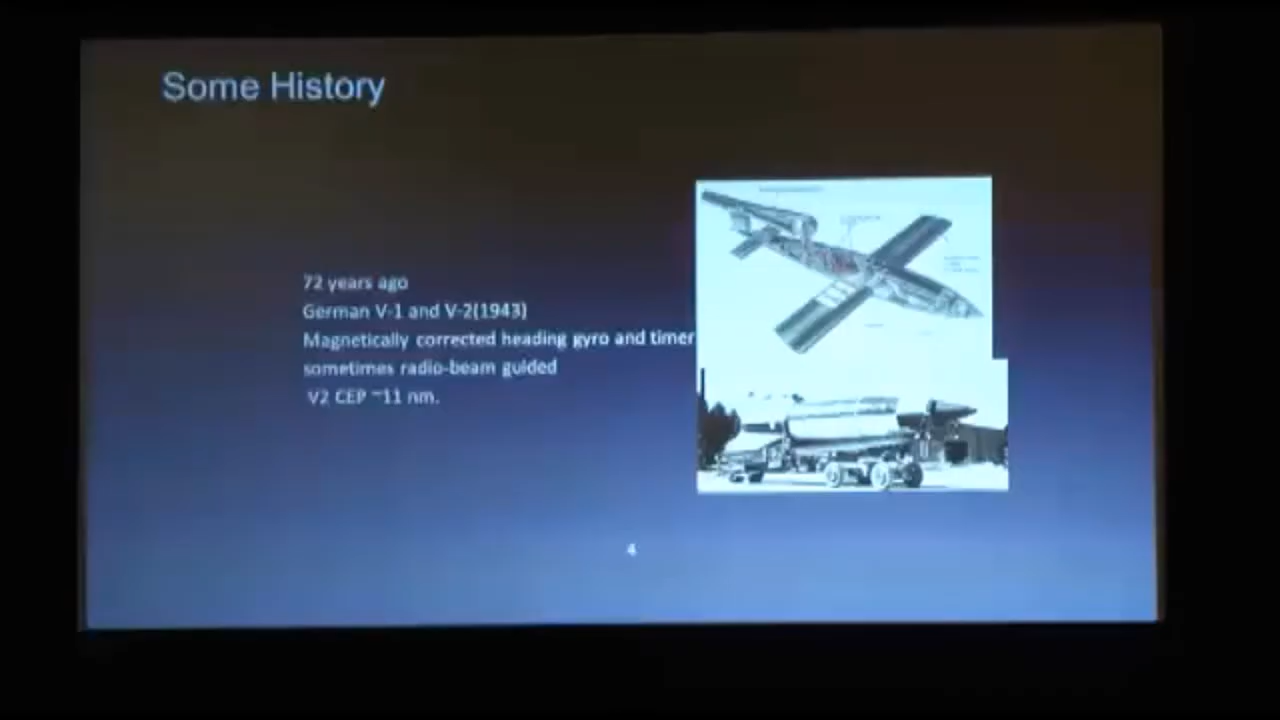 Some History
72 years ago
German V-1 and V-2(1943)
Magnetically corrected heading gyro and timer
sometimes radio-beam guided
V2 CEP ~11 nm.
4